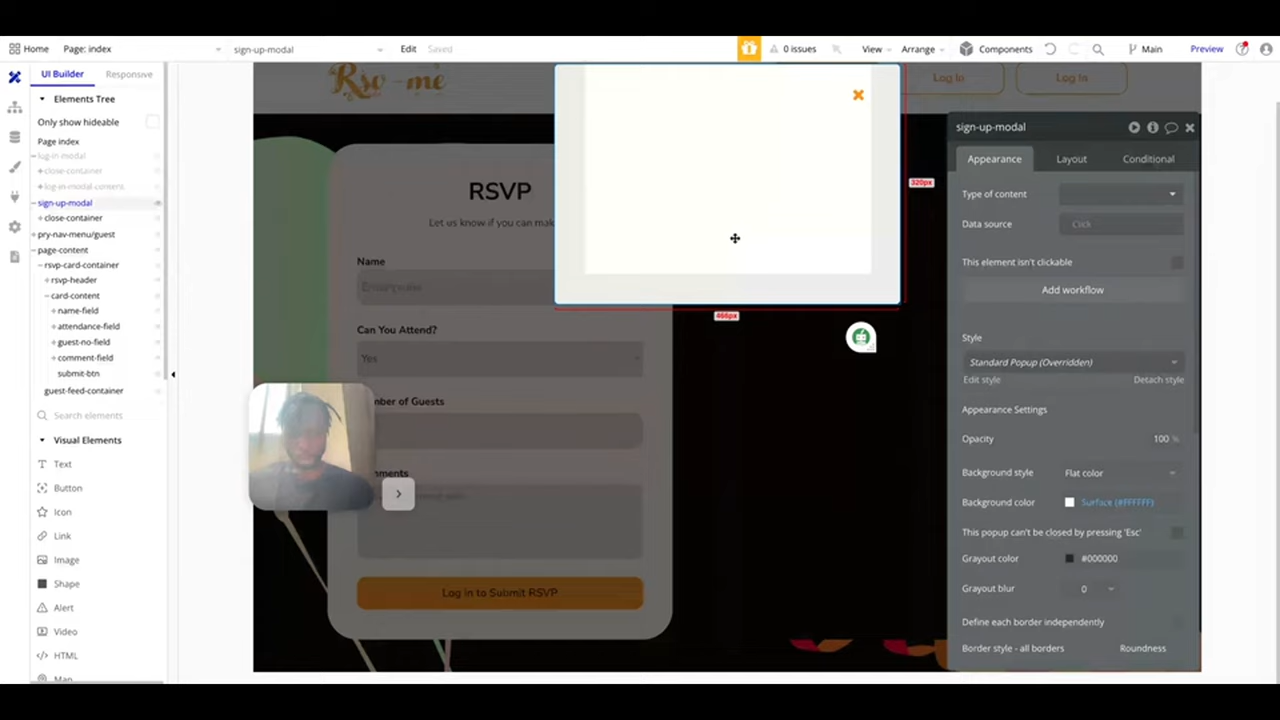 Home
Page: index
sign-up-modal
Edit
Saved
0 issues
View
Arrange
Components
Main
Preview
UI Builder
Responsive
Elements Tree
Only show hideable
Page index
log-in modal
close-container
log-in-modal-content
sign-up-modal
close-container
pry-nav-menu/guest
page-content
rsvp-card-container
rsvp-header
card-content
name-field
attendance-field
guest-no-field
comment-field
submit-btn
guest-feed-container
Search elements
Visual Elements
Text
Button
Icon
Link
Image
Shape
Alert
Video
HTML
Map
Log In
Log In
RSVP
Let us know if you can mak
Name
Can You Attend?
Yes
mber of Guests
mments
Log in to Submit RSVP
320px
466px
sign-up-modal
Appearance
Layout
Conditional
Type of content
Data source
Click
This element isn't clickable
Add workflow
Style
Standard Popup (Overridden)
Edit style
Detach style
Appearance Settings
Opacity
100 %
Background style
Flat color
Background color
Surface (#FFFFFF)
This popup can't be closed by pressing 'Esc'
Grayout color
#000000
Grayout blur
0
Define each border independently
Border style - all borders
Roundness